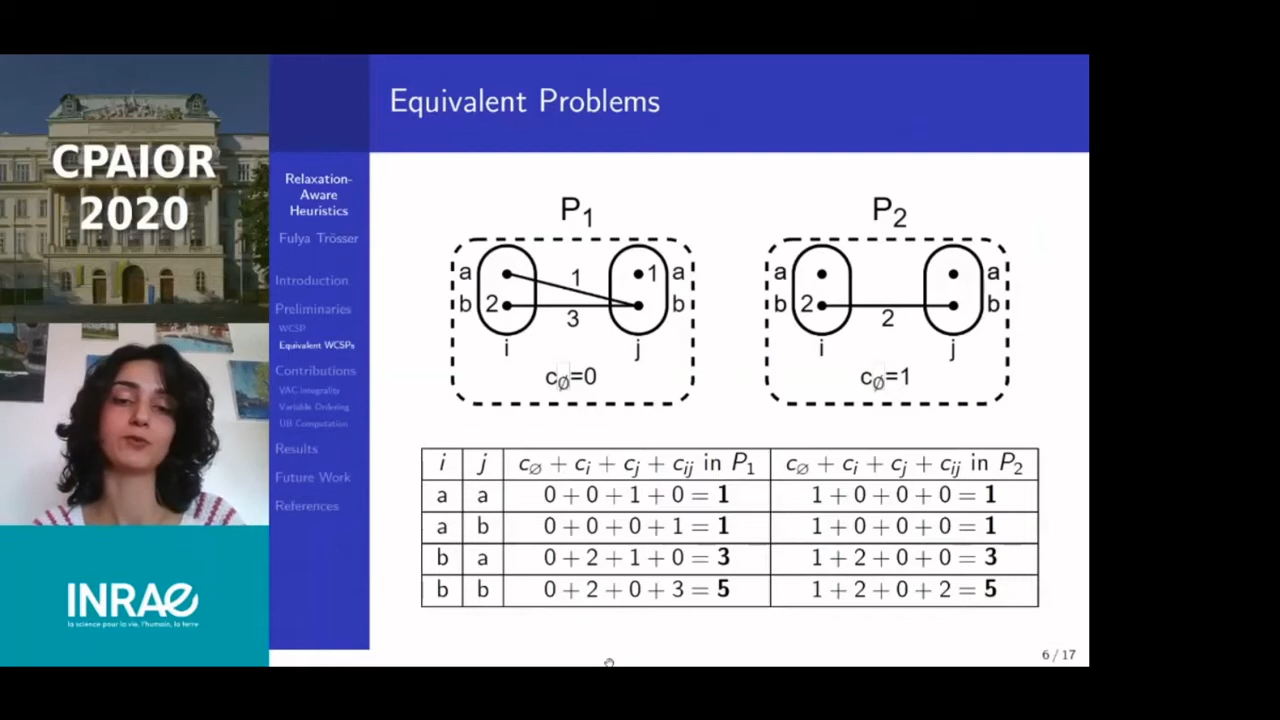 CPAIOR
2020
INRAE
la science pour la vie, l'humain, la terre
Relaxation-
Aware
Heuristics
Fulya Trösser
Introduction
Preliminaries
WCSP
Equivalent WCSPs
Contributions
VAC Integrality
Variable Ordering
UB Computation
Results
Future Work
References
Equivalent Problems
P1 P2
a 1 1 a a a
b 2 3 b b 2 2 b
i j i j
c∅=0 c∅=1
i j c∅ + ci + cj + cij in P1 c∅ + ci + cj + cij in P2
a a 0 + 0 + 1 + 0 = 1 1 + 0 + 0 + 0 = 1
a b 0 + 0 + 0 + 1 = 1 1 + 0 + 0 + 0 = 1
b a 0 + 2 + 1 + 0 = 3 1 + 2 + 0 + 0 = 3
b b 0 + 2 + 0 + 3 = 5 1 + 2 + 0 + 2 = 5
6 / 17